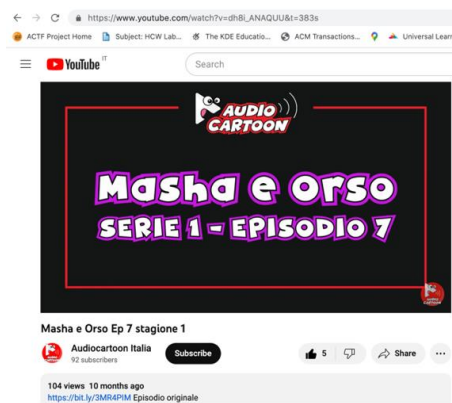 https://www.youtube.com/watch?v=dh8i_ANAQUU&t=383s
ACTF Project Home Subject: HCW Lab... The KDE Educatio... ACM Transactions... Universal Learn
YouTube IT
Search
AUDIO
CARTOON
Masha e Orso
SERIE 1 - EPISODIO 7
Masha e Orso Ep 7 stagione 1
Audiocartoon Italia
92 subscribers
Subscribe
5
Share
104 views 10 months ago
https://bit.ly/3MR4PIM Episodio originale